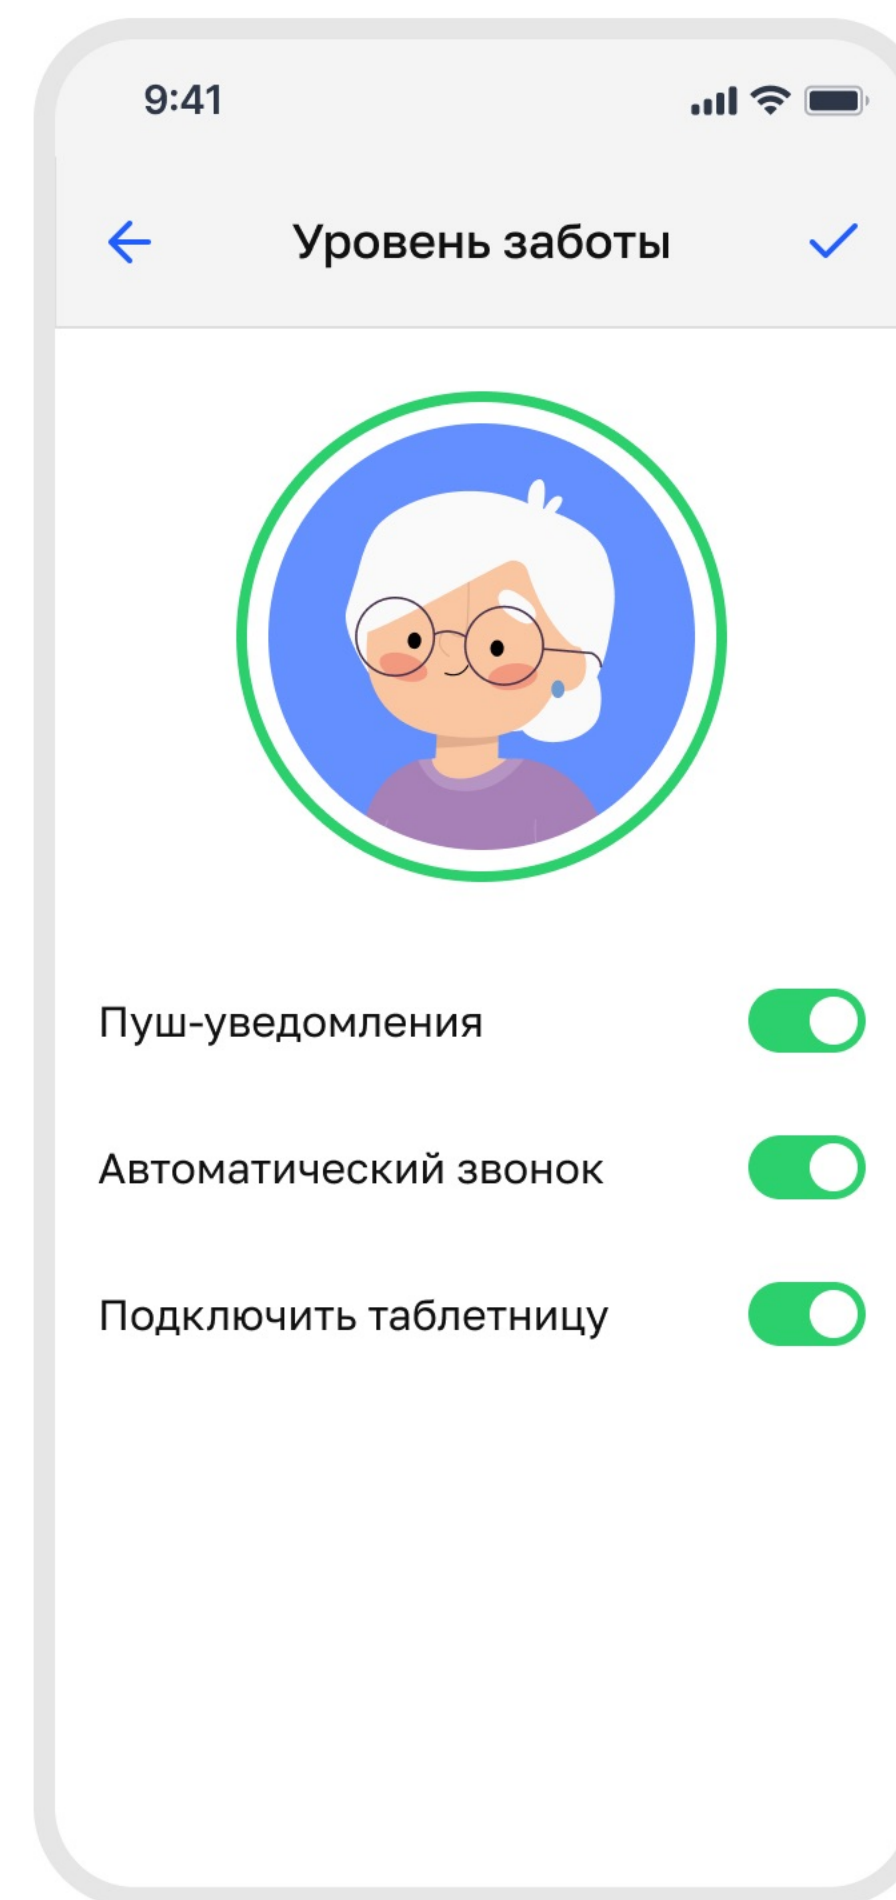 9:41
Уровень заботы
Пуш-уведомления
Автоматический звонок
Подключить таблетницу